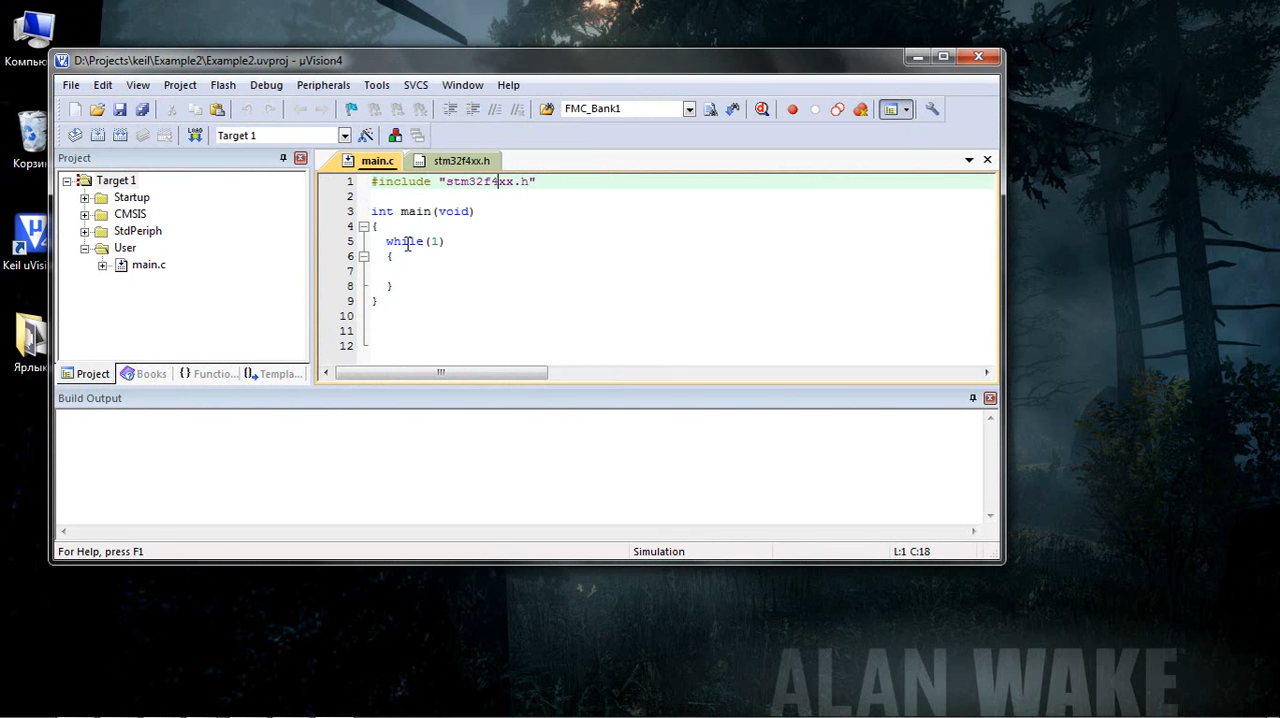 Компью
Корзин
Keil uVisi
Ярлык
D:\Projects\keil\Example2\Example2.uvproj - µVision4
File Edit View Project Flash Debug Peripherals Tools SVCS Window Help
FMC_Bank1
LOAD Target 1
Project
Target 1
Startup
CMSIS
StdPeriph
User
main.c
Project Books {} Functio... Templa...
main.c stm32f4xx.h
1 #include "stm32f4xx.h"
2
3 int main(void)
4 {
5 while(1)
6 {
7
8 }
9 }
10
11
12
Build Output
For Help, press F1 Simulation L:1 C:18
ALAN WAKE